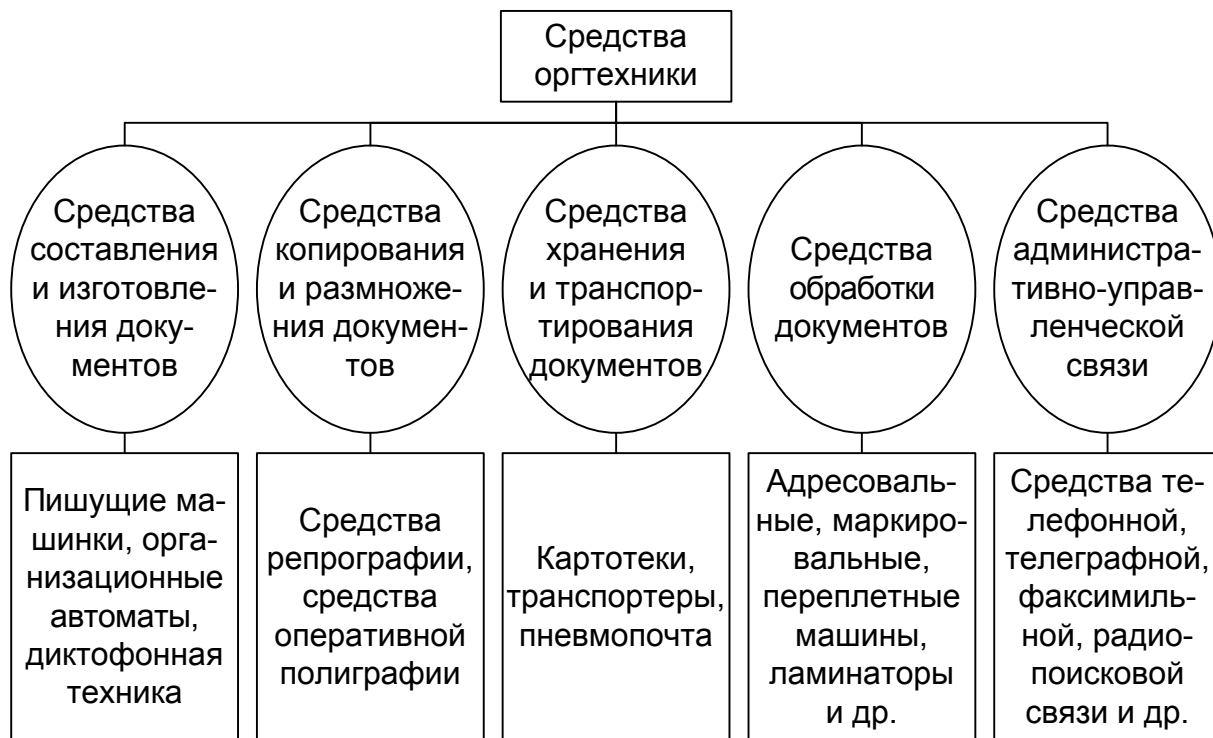 Средства
оргтехники
Средства
составления
и изготовле-
ния доку-
ментов
Средства
копирования
и размноже-
ния докумен-
тов
Средства
хранения
и транспор-
тирования
документов
Средства
обработки
документов
Средства
администра-
тивно-управ-
ленческой
связи
Пишущие ма-
шинки, орга-
низационные
автоматы,
диктофонная
техника
Средства
репрографии,
средства
оперативной
полиграфии
Картотеки,
транспортеры,
пневмопочта
Адресоваль-
ные, маркиро-
вальные,
переплетные
машины,
ламинаторы
и др.
Средства те-
лефонной,
телеграфной,
факсимиль-
ной, радио-
поисковой
связи и др.